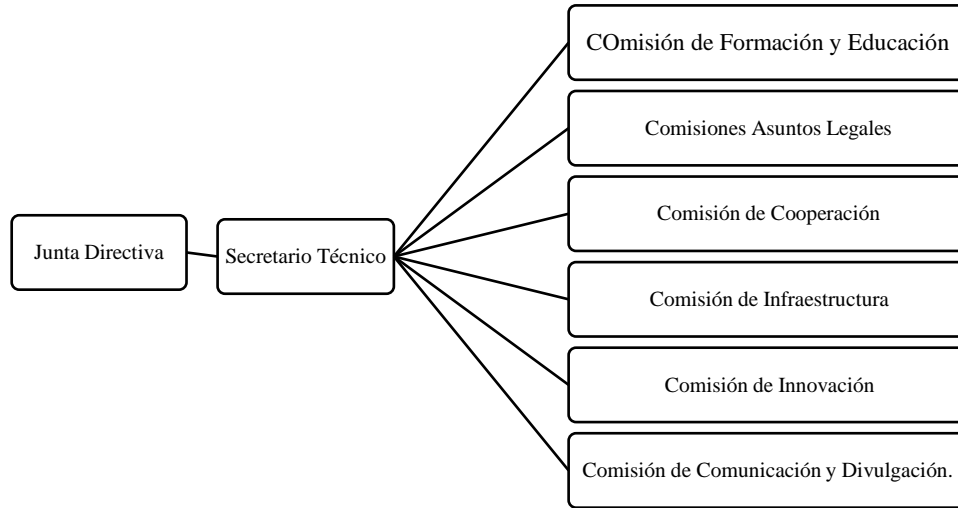 Junta Directiva
Secretario Técnico
COmisión de Formación y Educación
Comisiones Asuntos Legales
Comisión de Cooperación
Comisión de Infraestructura
Comisión de Innovación
Comisión de Comunicación y Divulgación.